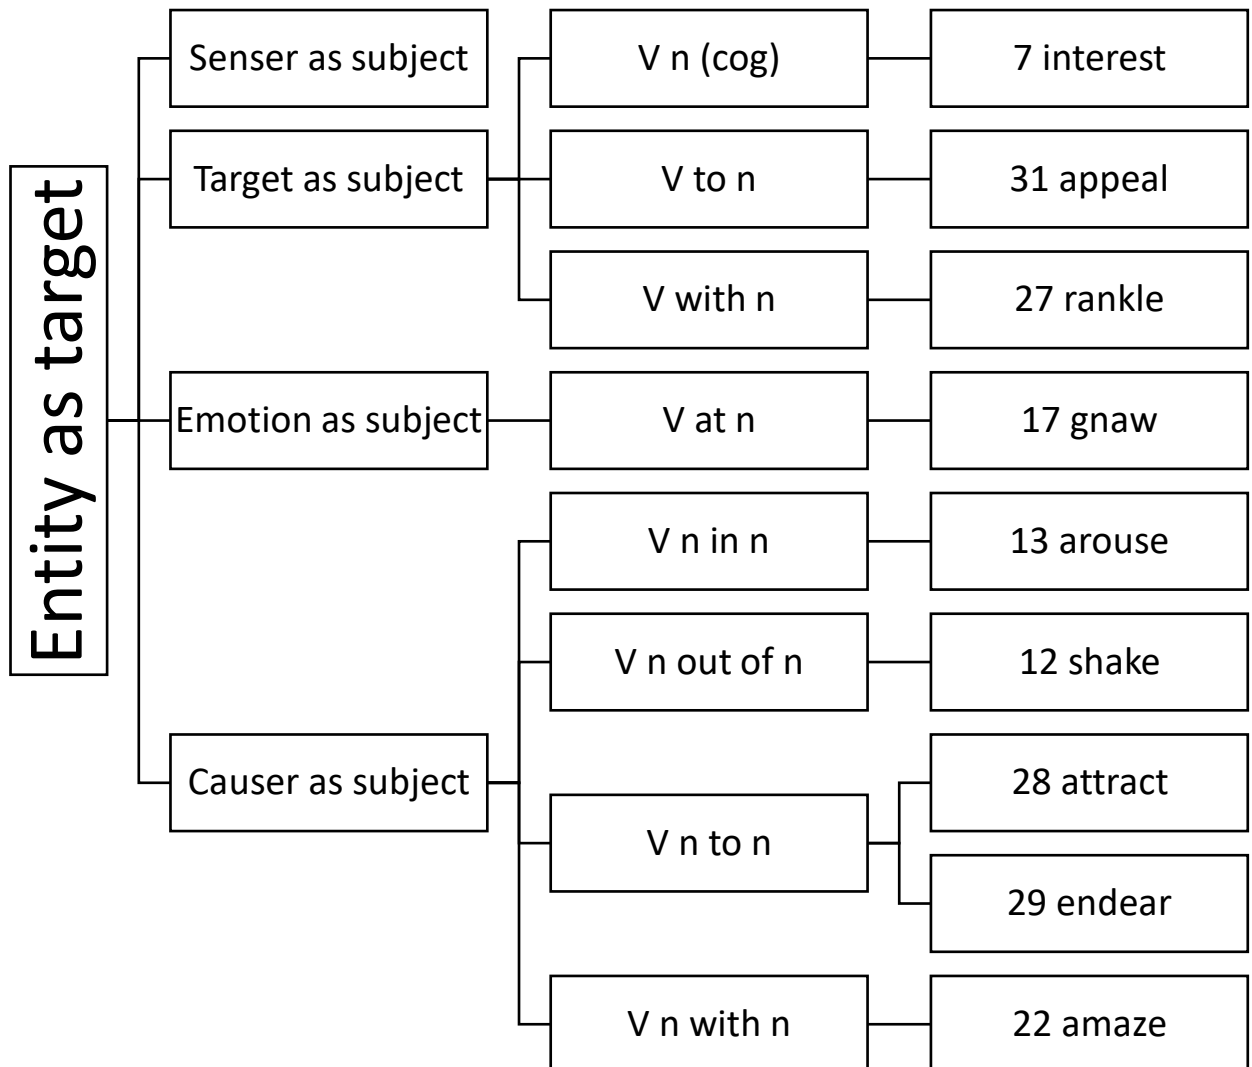 Entity as target
Senser as subject
V n (cog)
7 interest
Target as subject
V to n
31 appeal
V with n
27 rankle
Emotion as subject
V at n
17 gnaw
V n in n
13 arouse
V n out of n
12 shake
Causer as subject
V n to n
28 attract
29 endear
V n with n
22 amaze